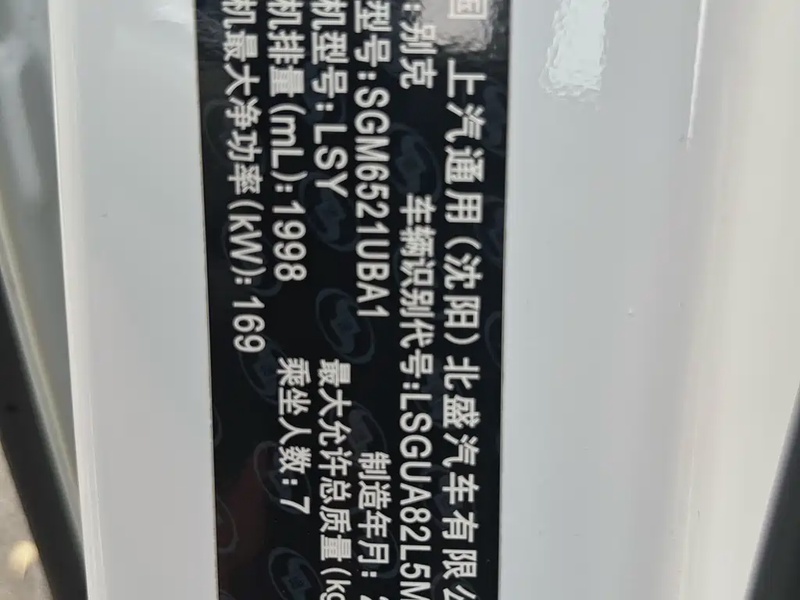 国 上汽通用(沈阳)北盛汽车有限公
:别克 车辆识别代号:LSGUA82L5M
型号:SGM6521UBA1 制造年月:2
机型号:LSY 最大允许总质量(kg
机排量(mL):1998 乘坐人数:7
机最大净功率(kW):169